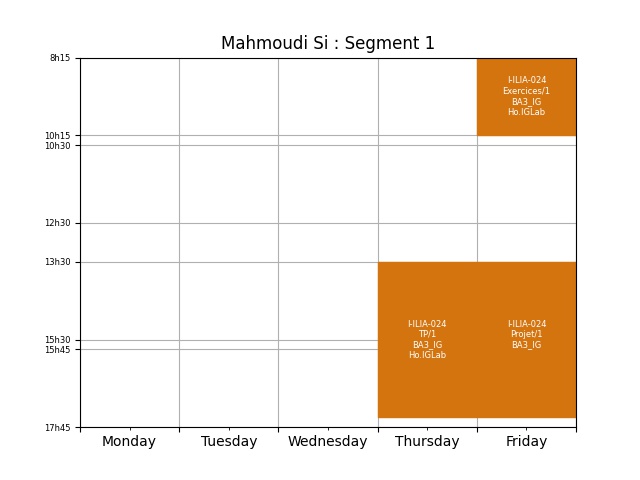 Mahmoudi Si : Segment 1
8h15
I-ILIA-024
Exercices/1
BA3_IG
Ho.IGLab
10h15
10h30
12h30
13h30
I-ILIA-024
TP/1
BA3_IG
Ho.IGLab
I-ILIA-024
Projet/1
BA3_IG
15h30
15h45
17h45
Monday
Tuesday
Wednesday
Thursday
Friday